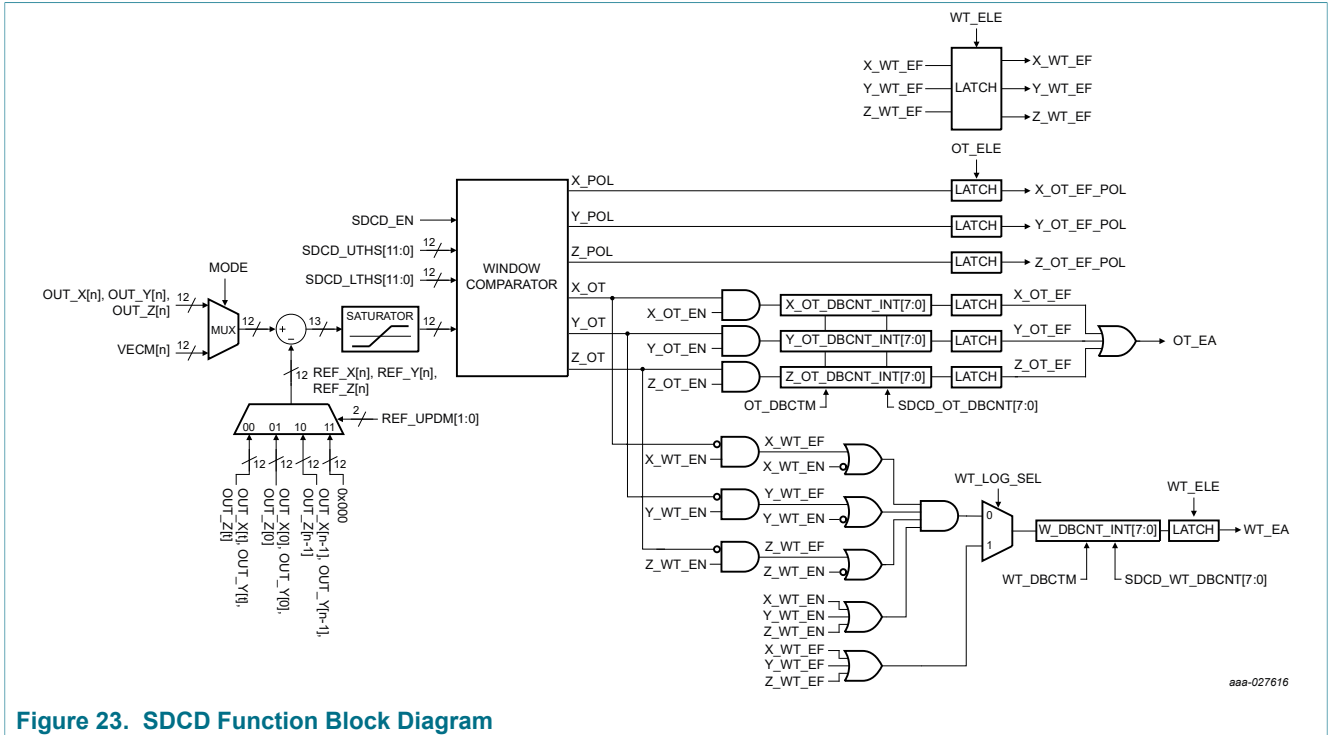 WT_ELE
X_WT_EF
Y_WT_EF
Z_WT_EF
LATCH
X_WT_EF
Y_WT_EF
Z_WT_EF
OT_ELE
X_POL
LATCH
X_OT_EF_POL
Y_POL
LATCH
Y_OT_EF_POL
Z_POL
LATCH
Z_OT_EF_POL
SDCD_EN
SDCD_UTHS[11:0]
12
SDCD_LTHS[11:0]
12
WINDOW
COMPARATOR
MODE
OUT_X[n], OUT_Y[n],
OUT_Z[n]
12
VECM[n]
12
MUX
12
+
−
13
SATURATOR
12
12
REF_X[n], REF_Y[n],
REF_Z[n]
00 01 10 11
2
REF_UPDM[1:0]
12 12 12 12
OUT_X[t], OUT_Y[t],
OUT_Z[t]
OUT_X[0], OUT_Y[0],
OUT_Z[0]
OUT_X[n-1], OUT_Y[n-1],
OUT_Z[n-1]
0x000
X_OT
X_OT_EN
X_OT_DBCNT_INT[7:0]
LATCH
X_OT_EF
Y_OT
Y_OT_EN
Y_OT_DBCNT_INT[7:0]
LATCH
Y_OT_EF
Z_OT
Z_OT_EN
Z_OT_DBCNT_INT[7:0]
LATCH
Z_OT_EF
OT_EA
OT_DBCTM
SDCD_OT_DBCNT[7:0]
X_WT_EN
X_WT_EF
X_WT_EN
Y_WT_EN
Y_WT_EF
Y_WT_EN
Z_WT_EN
Z_WT_EF
Z_WT_EN
X_WT_EN
Y_WT_EN
Z_WT_EN
X_WT_EF
Y_WT_EF
Z_WT_EF
WT_LOG_SEL
0
1
W_DBCNT_INT[7:0]
WT_ELE
LATCH
WT_EA
WT_DBCTM
SDCD_WT_DBCNT[7:0]
aaa-027616
Figure 23. SDCD Function Block Diagram